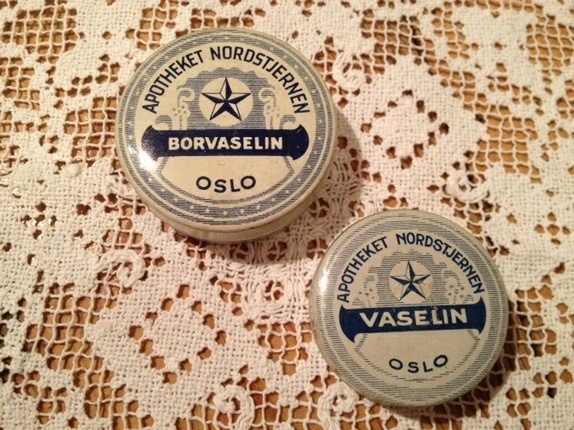 APOTHEKET NORDSTJERNEN
BORVASELIN
OSLO
APOTHEKET NORDSTJERNEN
VASELIN
OSLO